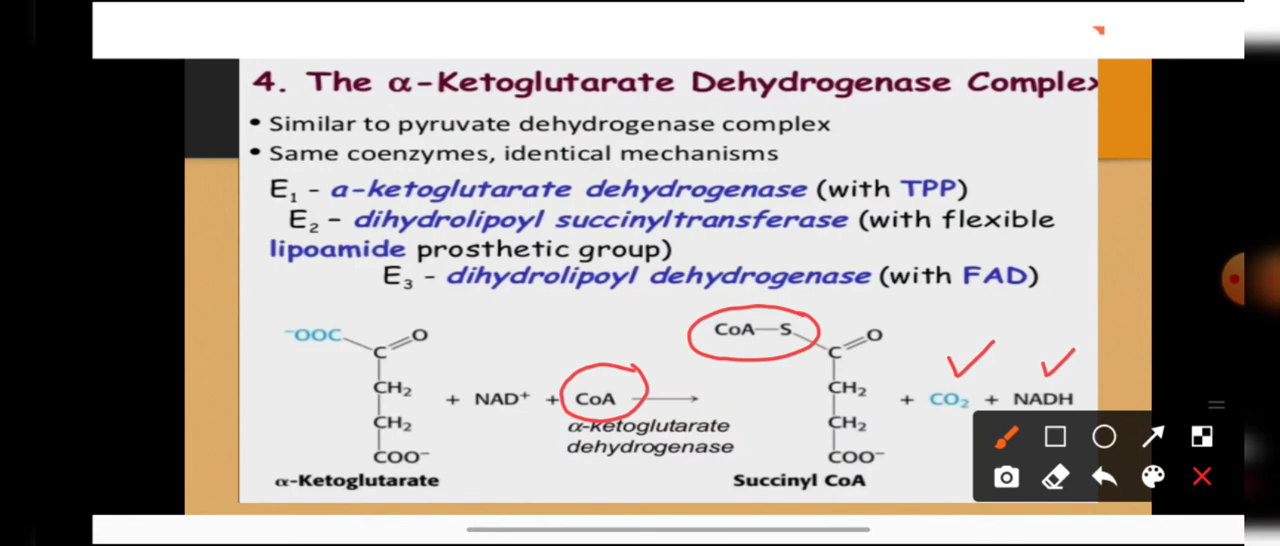 4. The α-Ketoglutarate Dehydrogenase Complex
• Similar to pyruvate dehydrogenase complex
• Same coenzymes, identical mechanisms
E₁ - a-ketoglutarate dehydrogenase (with TPP)
E₂ - dihydrolipoyl succinyltransferase (with flexible
lipoamide prosthetic group)
E₃ - dihydrolipoyl dehydrogenase (with FAD)
⁻OOC O
C
CH₂
CH₂
COO⁻
α-Ketoglutarate
+ NAD⁺ + CoA
α-ketoglutarate
dehydrogenase
CoA—S O
C
CH₂
CH₂
COO⁻
Succinyl CoA
+ CO₂ + NADH